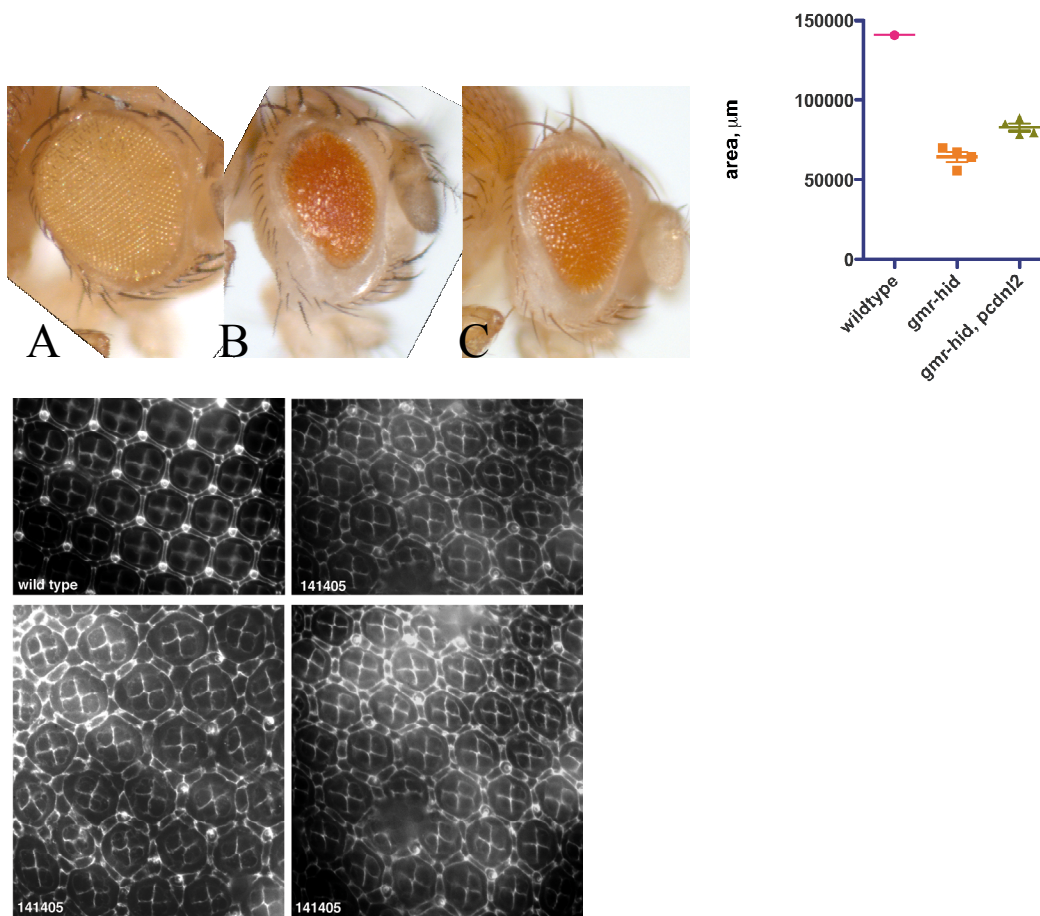 150000
100000
50000
0
area, μm
wildtype
gmr-hid
gmr-hid, pcdnl2
A
B
C
wild type
141405
141405
141405